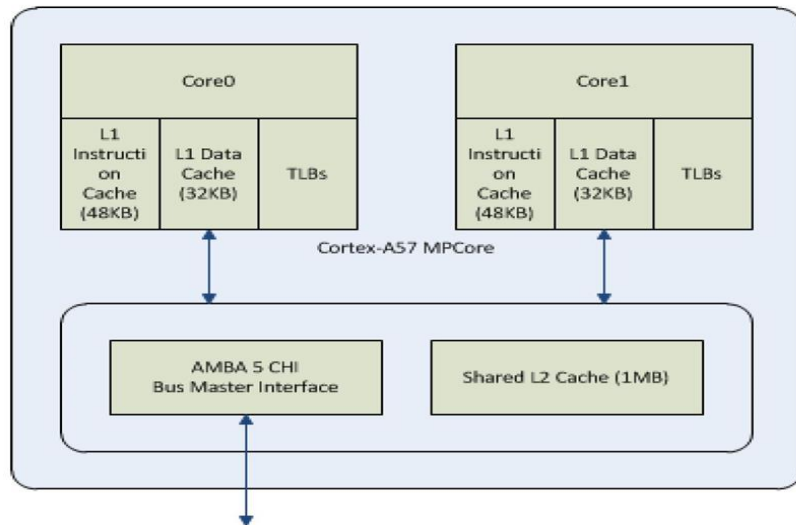 Core0
L1
Instructi
on
Cache
(48KB)
L1 Data
Cache
(32KB)
TLBs
Core1
L1
Instructi
on
Cache
(48KB)
L1 Data
Cache
(32KB)
TLBs
Cortex-A57 MPCore
AMBA 5 CHI
Bus Master Interface
Shared L2 Cache (1MB)